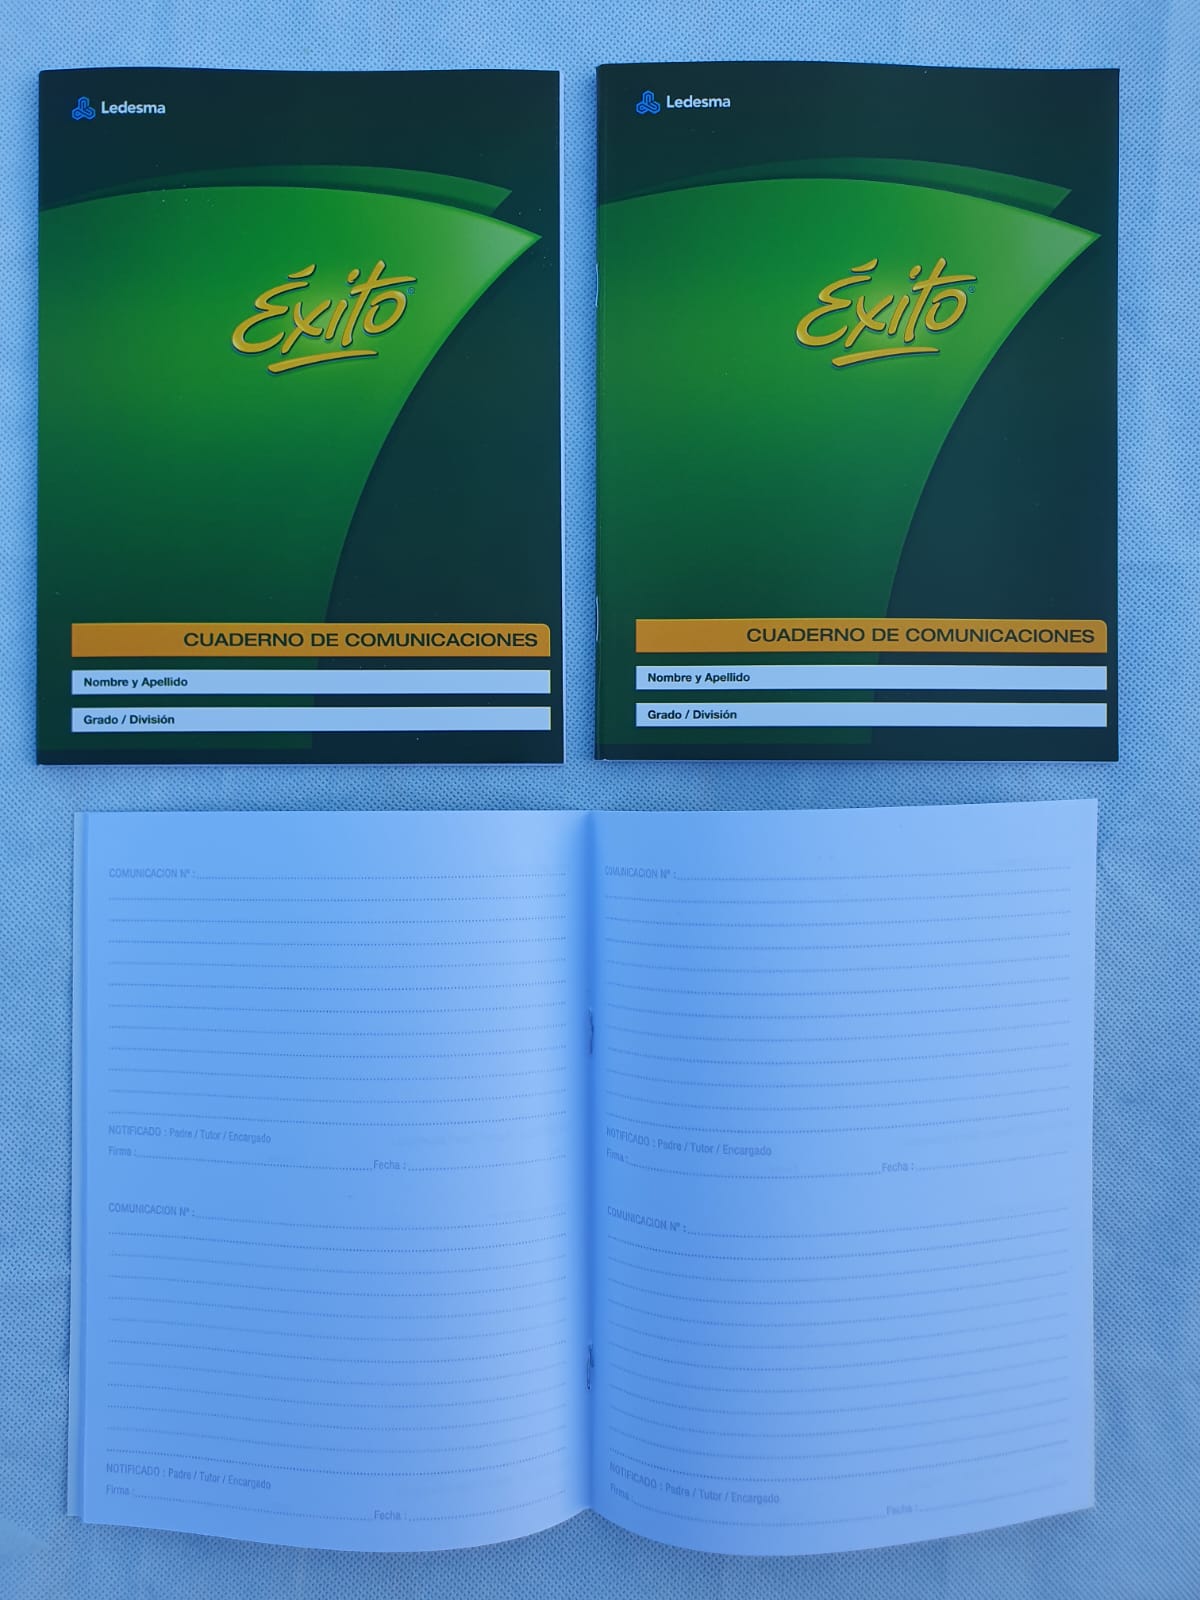 Ledesma
Éxito®
CUADERNO DE COMUNICACIONES
Nombre y Apellido
Grado / División
Ledesma
Éxito®
CUADERNO DE COMUNICACIONES
Nombre y Apellido
Grado / División
COMUNICACION Nº :
NOTIFICADO : Padre / Tutor / Encargado
Firma : Fecha :
COMUNICACION Nº :
NOTIFICADO : Padre / Tutor / Encargado
Firma : Fecha :
COMUNICACION Nº :
NOTIFICADO : Padre / Tutor / Encargado
Firma : Fecha :
COMUNICACION Nº :
NOTIFICADO : Padre / Tutor / Encargado
Firma : Fecha :